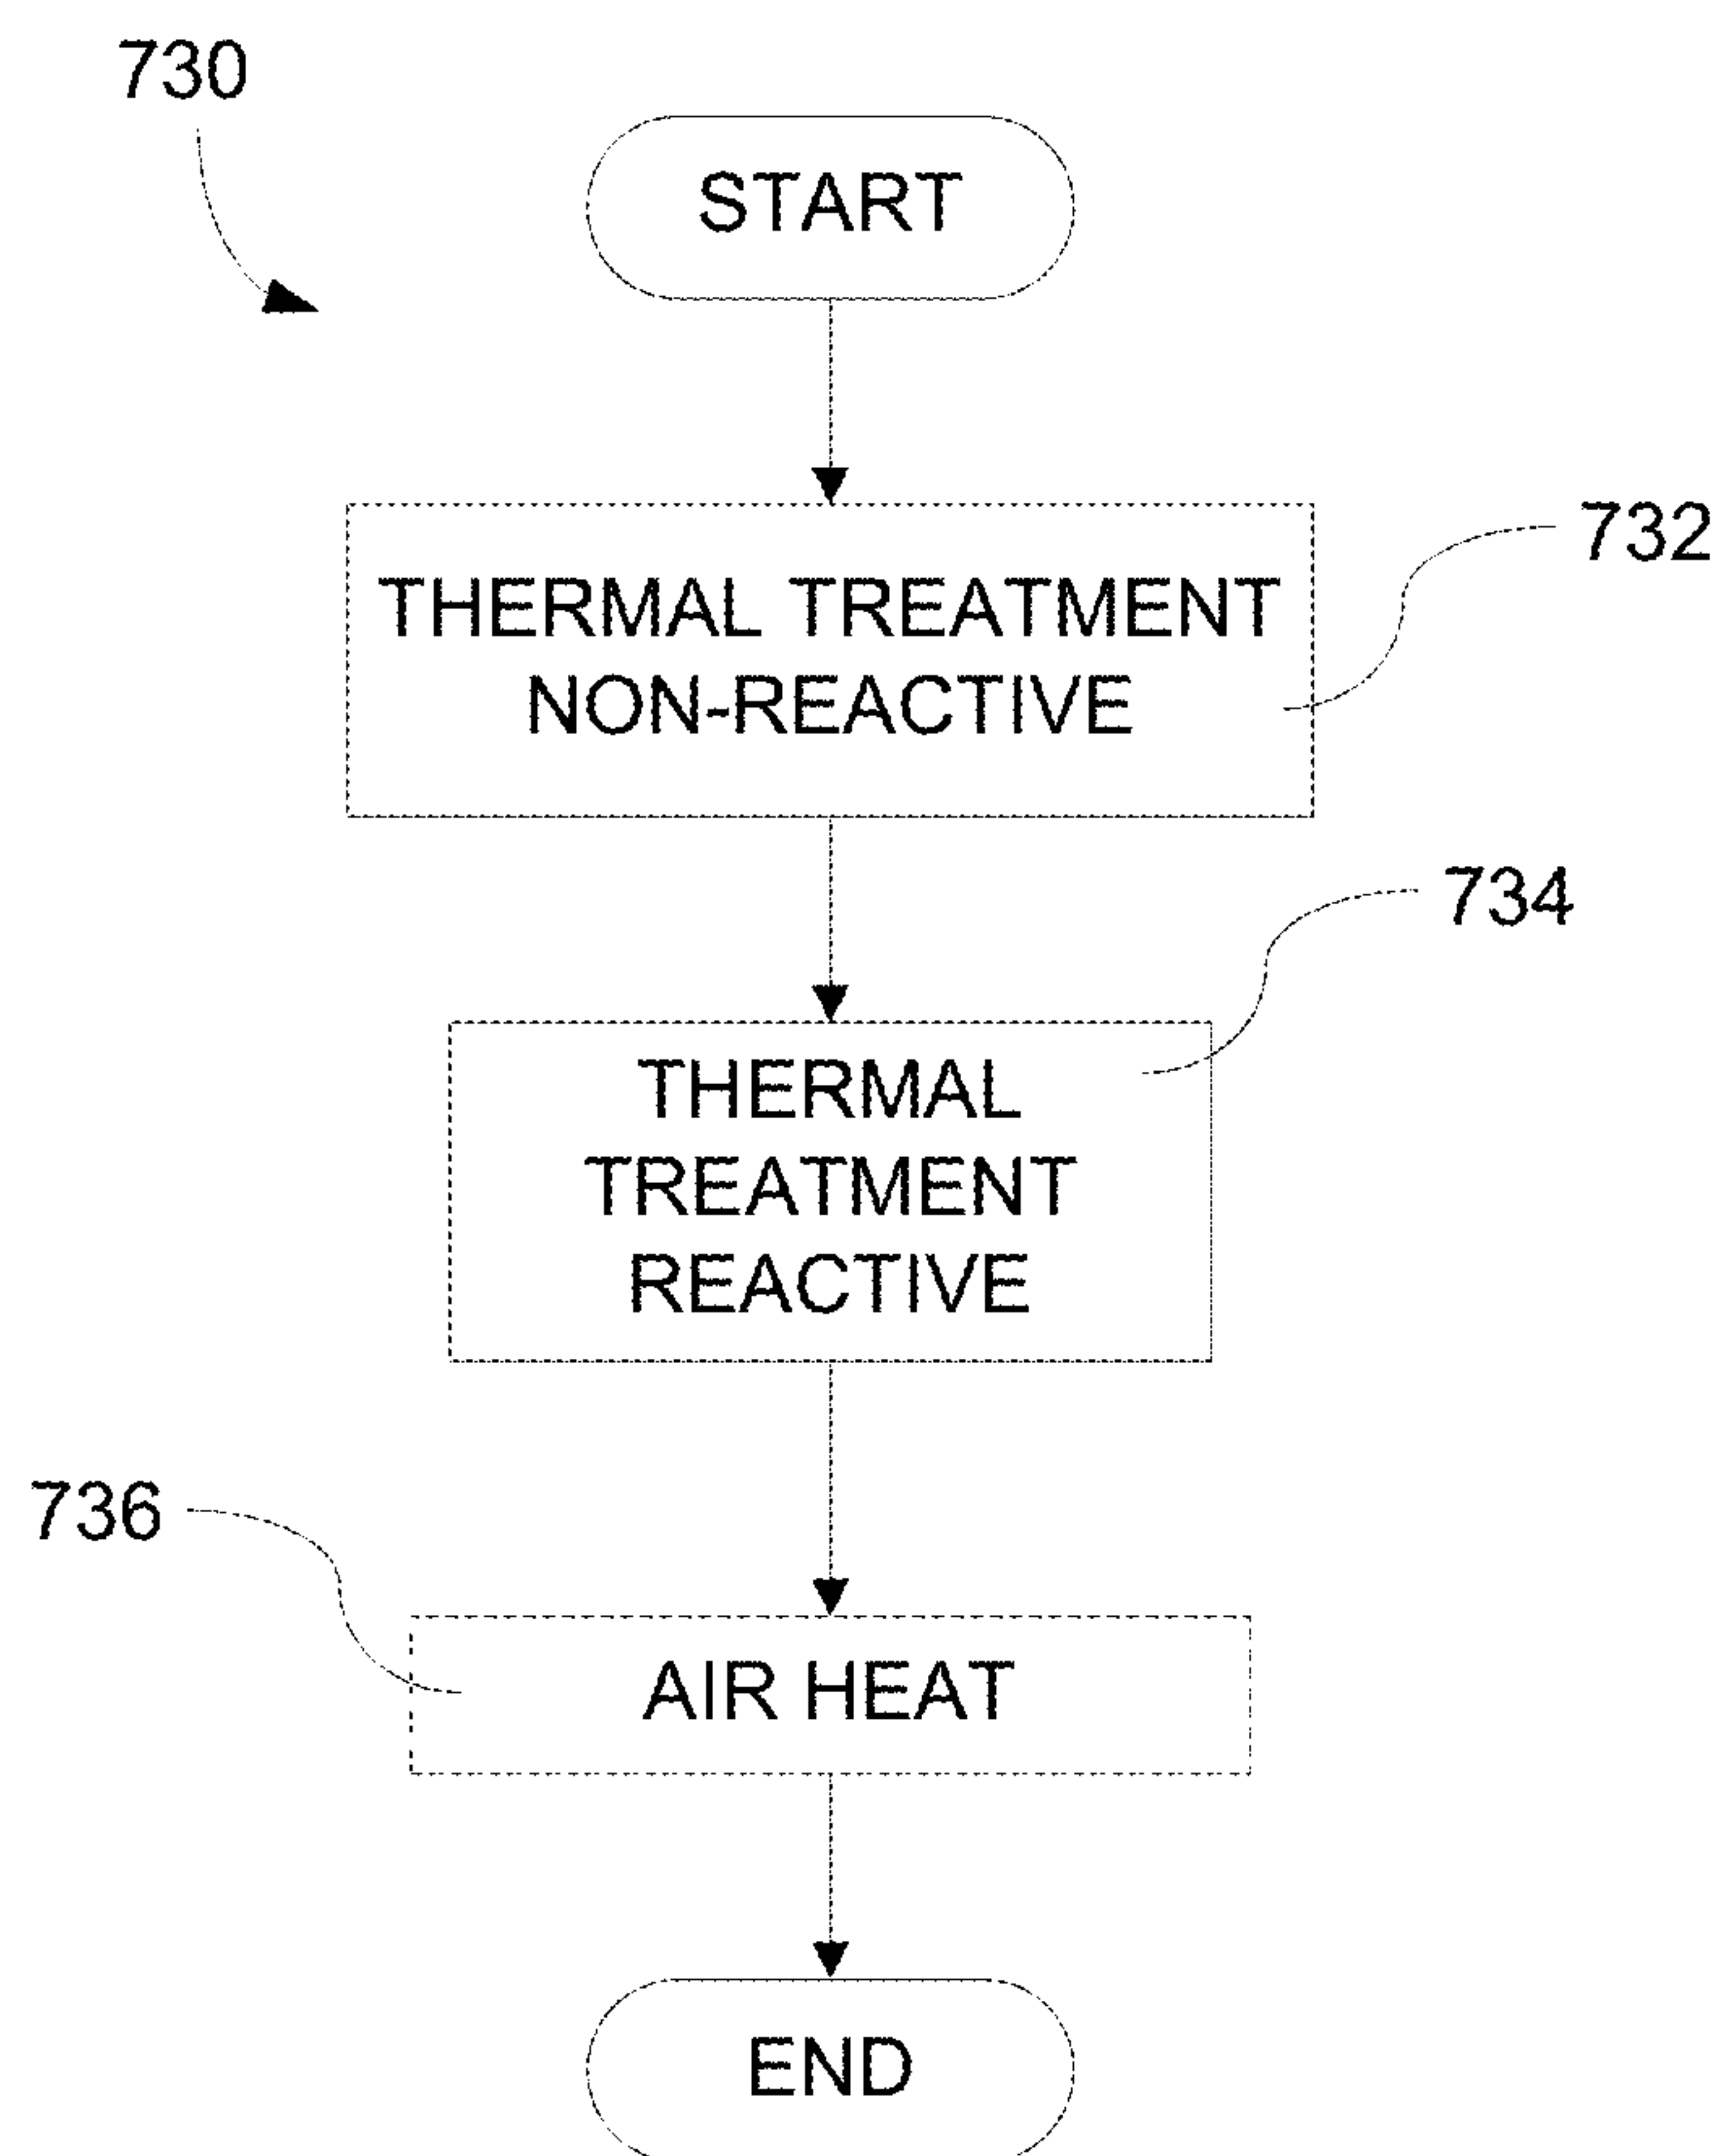 730
START
THERMAL TREATMENT
NON-REACTIVE
732
734
THERMAL
TREATMENT
REACTIVE
736
AIR HEAT
END